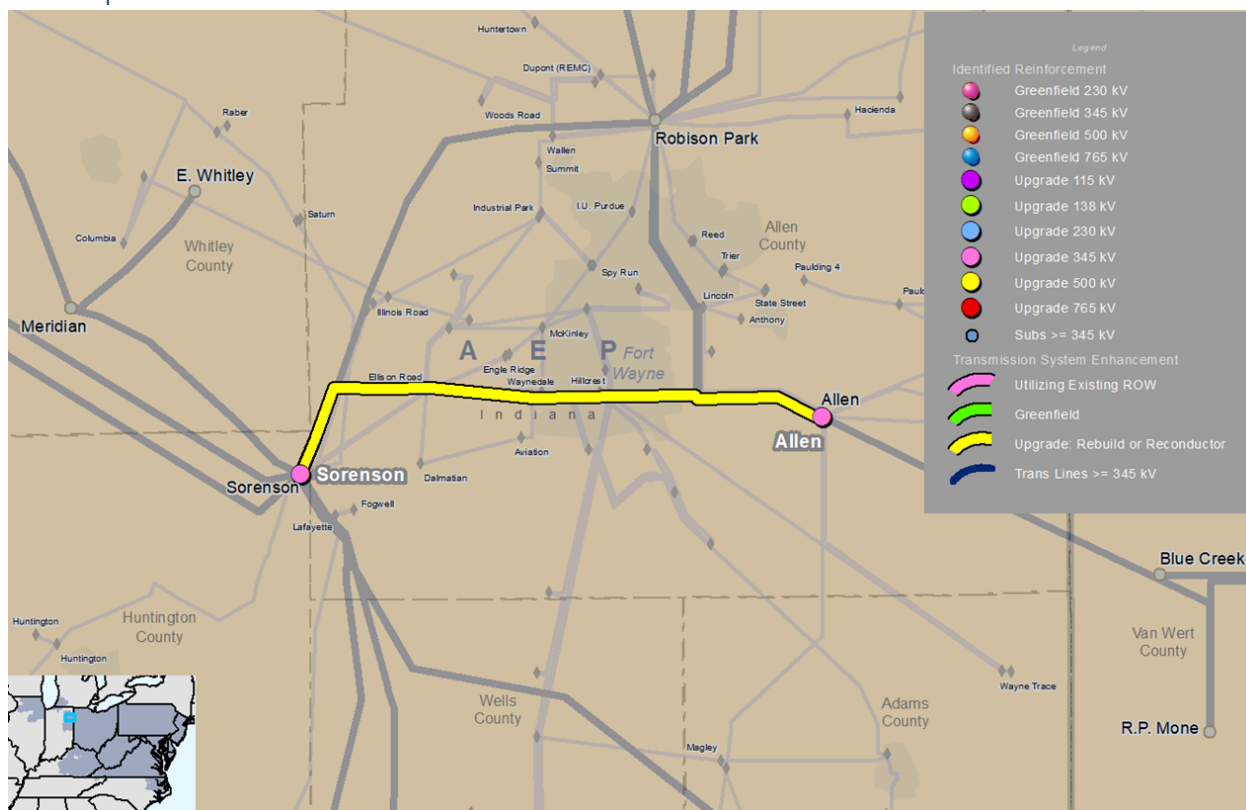 Huntertown
Dupont (REMC)
Woods Road
Hacienda
Raber
Wallen
Robison Park
Summit
E. Whitley
Saturn
Industrial Park
I.U. Purdue
Columbia
Whitley
County
Reed
Allen
County
Trier
Spy Run
Paulding 4
Meridian
Illinois Road
Lincoln
State Street
Anthony
McKinley
A E P
Fort
Wayne
Engle Ridge
Ellison Road
Waynedale
Hillcrest
Indiana
Allen
Allen
Aviation
Sorenson
Sorenson
Dalmatian
Fogwell
Lafayette
Blue Creek
Huntington
Huntington
County
Huntington
Van Wert
County
Wayne Trace
Wells
County
Adams
County
R.P. Mone
Magley
Legend
Identified Reinforcement
Greenfield 230 kV
Greenfield 345 kV
Greenfield 500 kV
Greenfield 765 kV
Upgrade 115 kV
Upgrade 138 kV
Upgrade 230 kV
Upgrade 345 kV
Upgrade 500 kV
Upgrade 765 kV
Subs >= 345 kV
Transmission System Enhancement
Utilizing Existing ROW
Greenfield
Upgrade: Rebuild or Reconductor
Trans Lines >= 345 kV